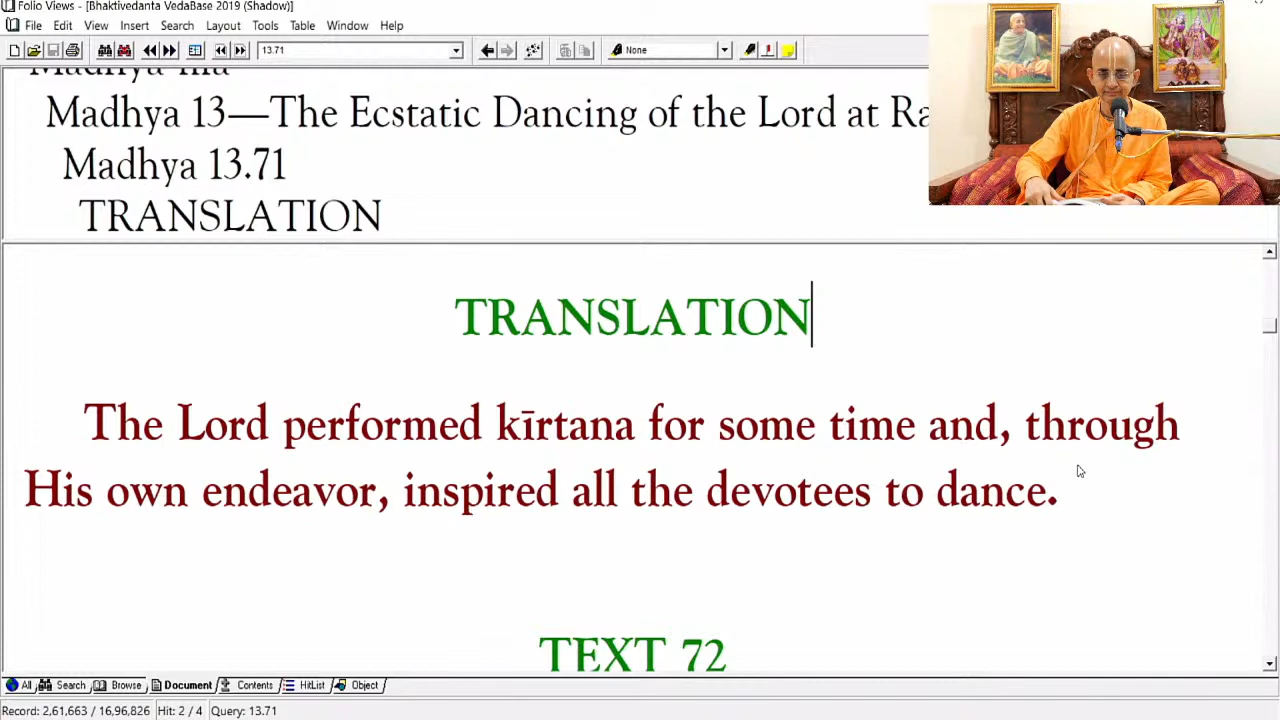 Folio Views - [Bhaktivedanta VedaBase 2019 (Shadow)]
File Edit View Insert Search Layout Tools Table Window Help
13.71 None
Madhya 13—The Ecstatic Dancing of the Lord at Ra
Madhya 13.71
TRANSLATION
TRANSLATION
The Lord performed kīrtana for some time and, through
His own endeavor, inspired all the devotees to dance.
TEXT 72
All Search Browse Document Contents HitList Object
Record: 2,61,663 / 16,96,826 Hit: 2 / 4 Query: 13.71